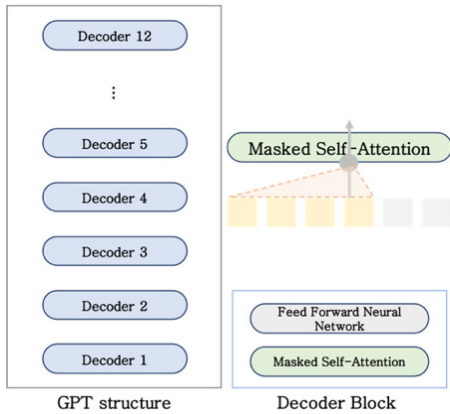 Decoder 12
⋮
Decoder 5
Decoder 4
Decoder 3
Decoder 2
Decoder 1
GPT structure
Masked Self-Attention
Feed Forward Neural
Network
Masked Self-Attention
Decoder Block